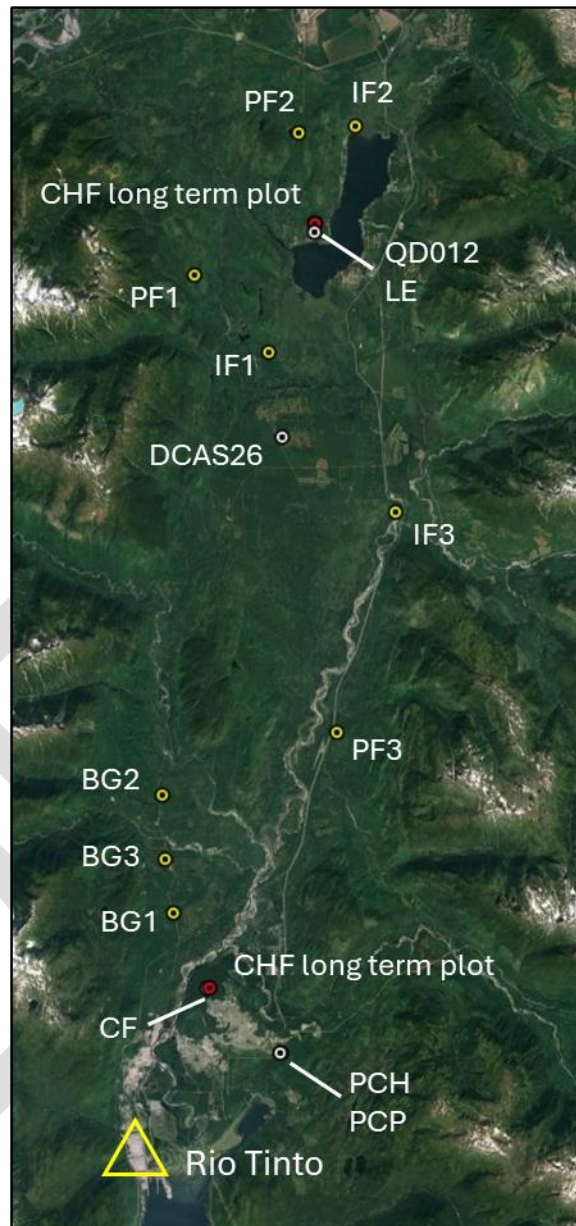 PF2
IF2
CHF long term plot
QD012
LE
PF1
IF1
DCAS26
IF3
PF3
BG2
BG3
BG1
CHF long term plot
CF
PCH
PCP
Rio Tinto